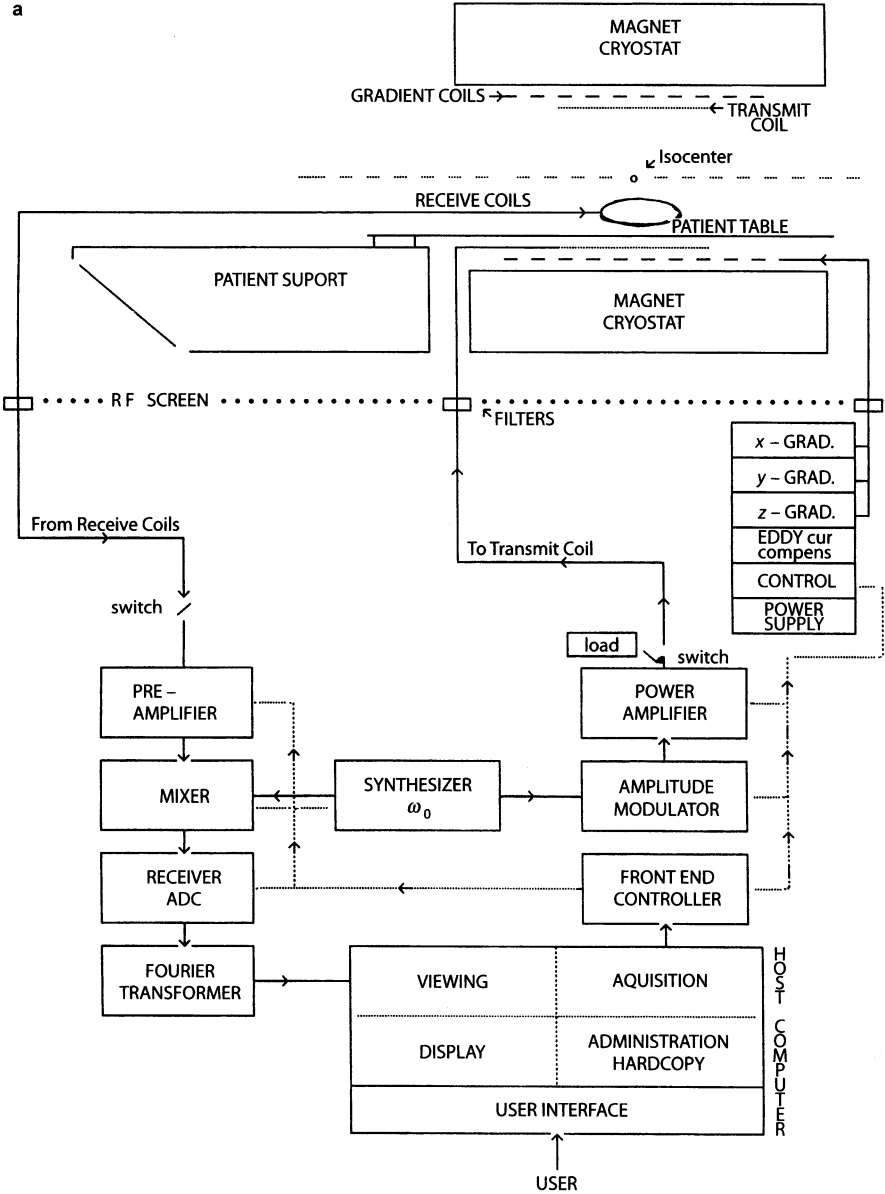 a
MAGNET
CRYOSTAT
GRADIENT COILS
TRANSMIT
COIL
Isocenter
RECEIVE COILS
PATIENT TABLE
PATIENT SUPORT
MAGNET
CRYOSTAT
RF SCREEN
FILTERS
x – GRAD.
y – GRAD.
z – GRAD.
EDDY cur
compens
CONTROL
POWER
SUPPLY
From Receive Coils
To Transmit Coil
switch
load
switch
PRE –
AMPLIFIER
POWER
AMPLIFIER
MIXER
SYNTHESIZER
ω0
AMPLITUDE
MODULATOR
RECEIVER
ADC
FRONT END
CONTROLLER
FOURIER
TRANSFORMER
VIEWING
AQUISITION
DISPLAY
ADMINISTRATION
HARDCOPY
USER INTERFACE
HOST COMPUTER
USER